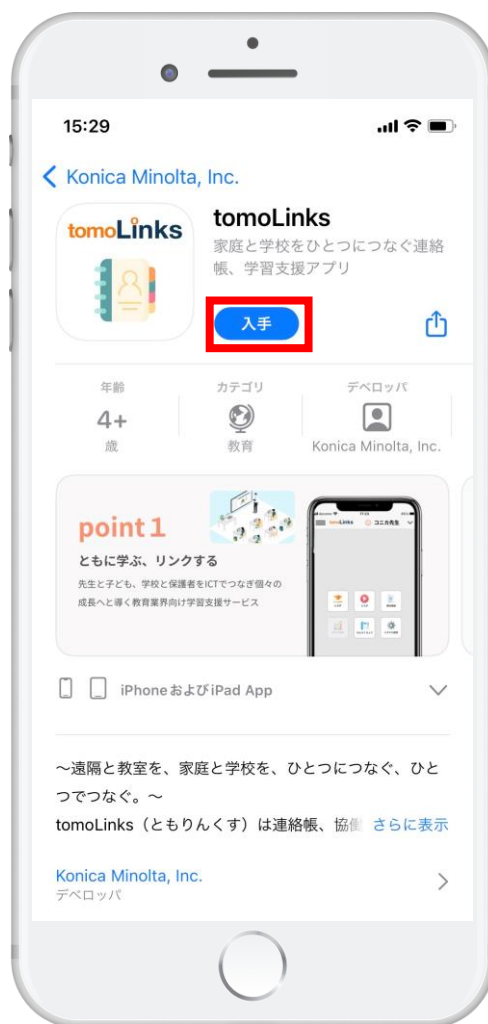 15:29
Konica Minolta, Inc.
tomoLinks
tomoLinks
家庭と学校をひとつにつなぐ連絡
帳、学習支援アプリ
入手
年齢
カテゴリ
デベロッパ
4+
歳
教育
Konica Minolta, Inc.
point 1
ともに学ぶ、リンクする
先生と子ども、学校と保護者をICTでつなぎ個々の
成長へと導く教育業界向け学習支援サービス
tomoLinks
コニカ先生
iPhoneおよびiPad App
～遠隔と教室を、家庭と学校を、ひとつにつなぐ、ひと
つでつなぐ。～
tomoLinks（ともりんくす）は連絡帳、協働 さらに表示
Konica Minolta, Inc.
デベロッパ